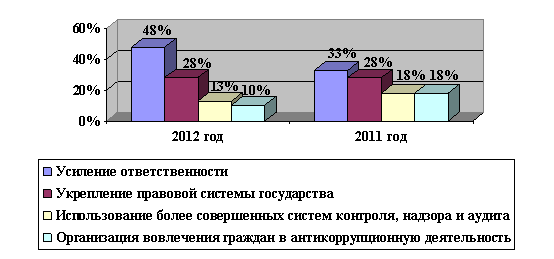 60%
40%
20%
0%
48%
28%
13%
10%
33%
28%
18%
18%
2012 год
2011 год
Усиление ответственности
Укрепление правовой системы государства
Использование более совершенных систем контроля, надзора и аудита
Организация вовлечения граждан в антикоррупционную деятельность